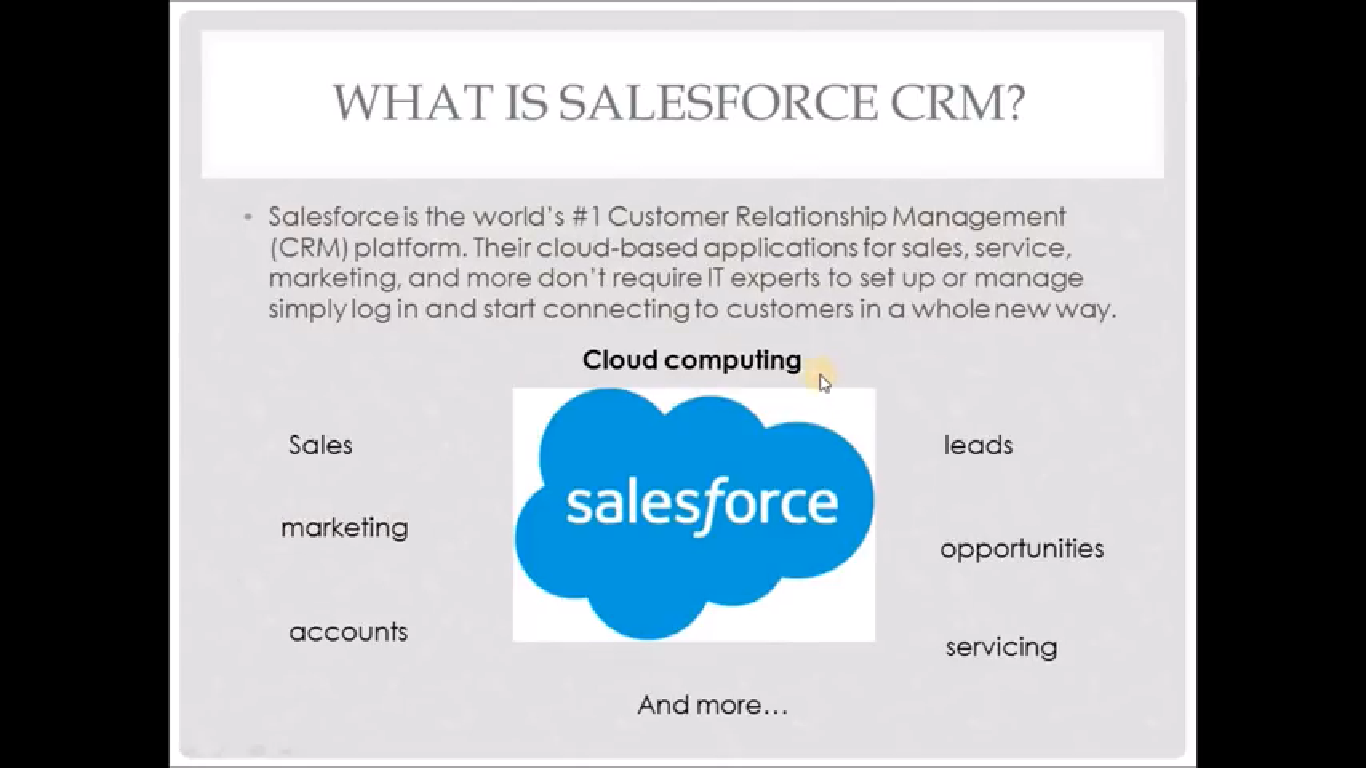 WHAT IS SALESFORCE CRM?
• Salesforce is the world's #1 Customer Relationship Management
(CRM) platform. Their cloud-based applications for sales, service,
marketing, and more don't require IT experts to set up or manage
simply log in and start connecting to customers in a whole new way.
Cloud computing
Sales
leads
salesforce
marketing
opportunities
accounts
servicing
And more...